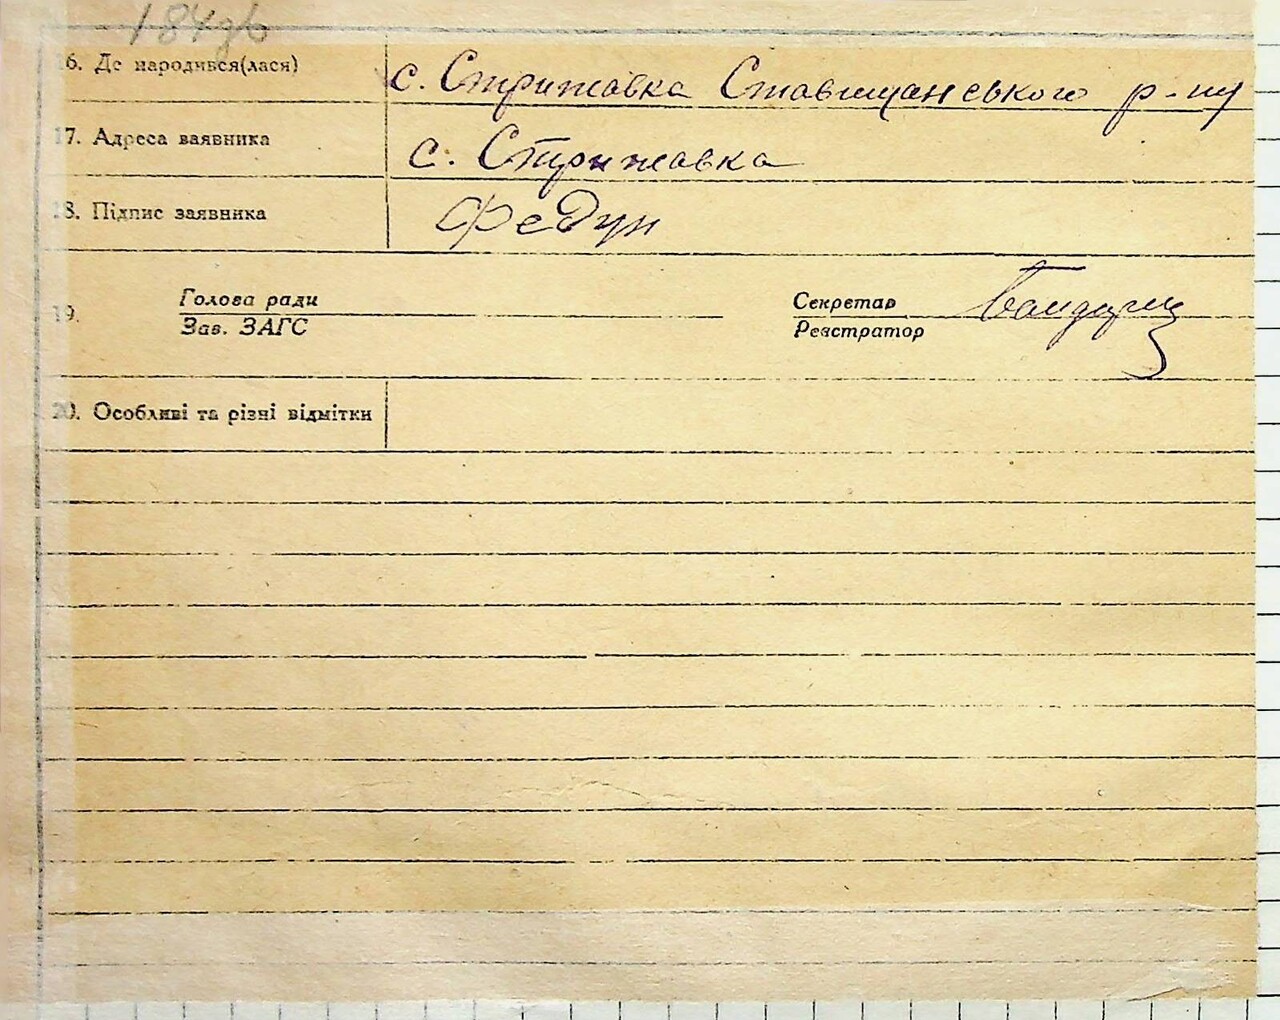 184зв
16. Де народився(лася) с. Стрижавка Ставищанського р-ну
17. Адреса заявника с. Стрижавка
18. Підпис заявника Федун
19. Голова ради Секретар
Зав. ЗАГС Реєстратор
20. Особливі та різні відмітки